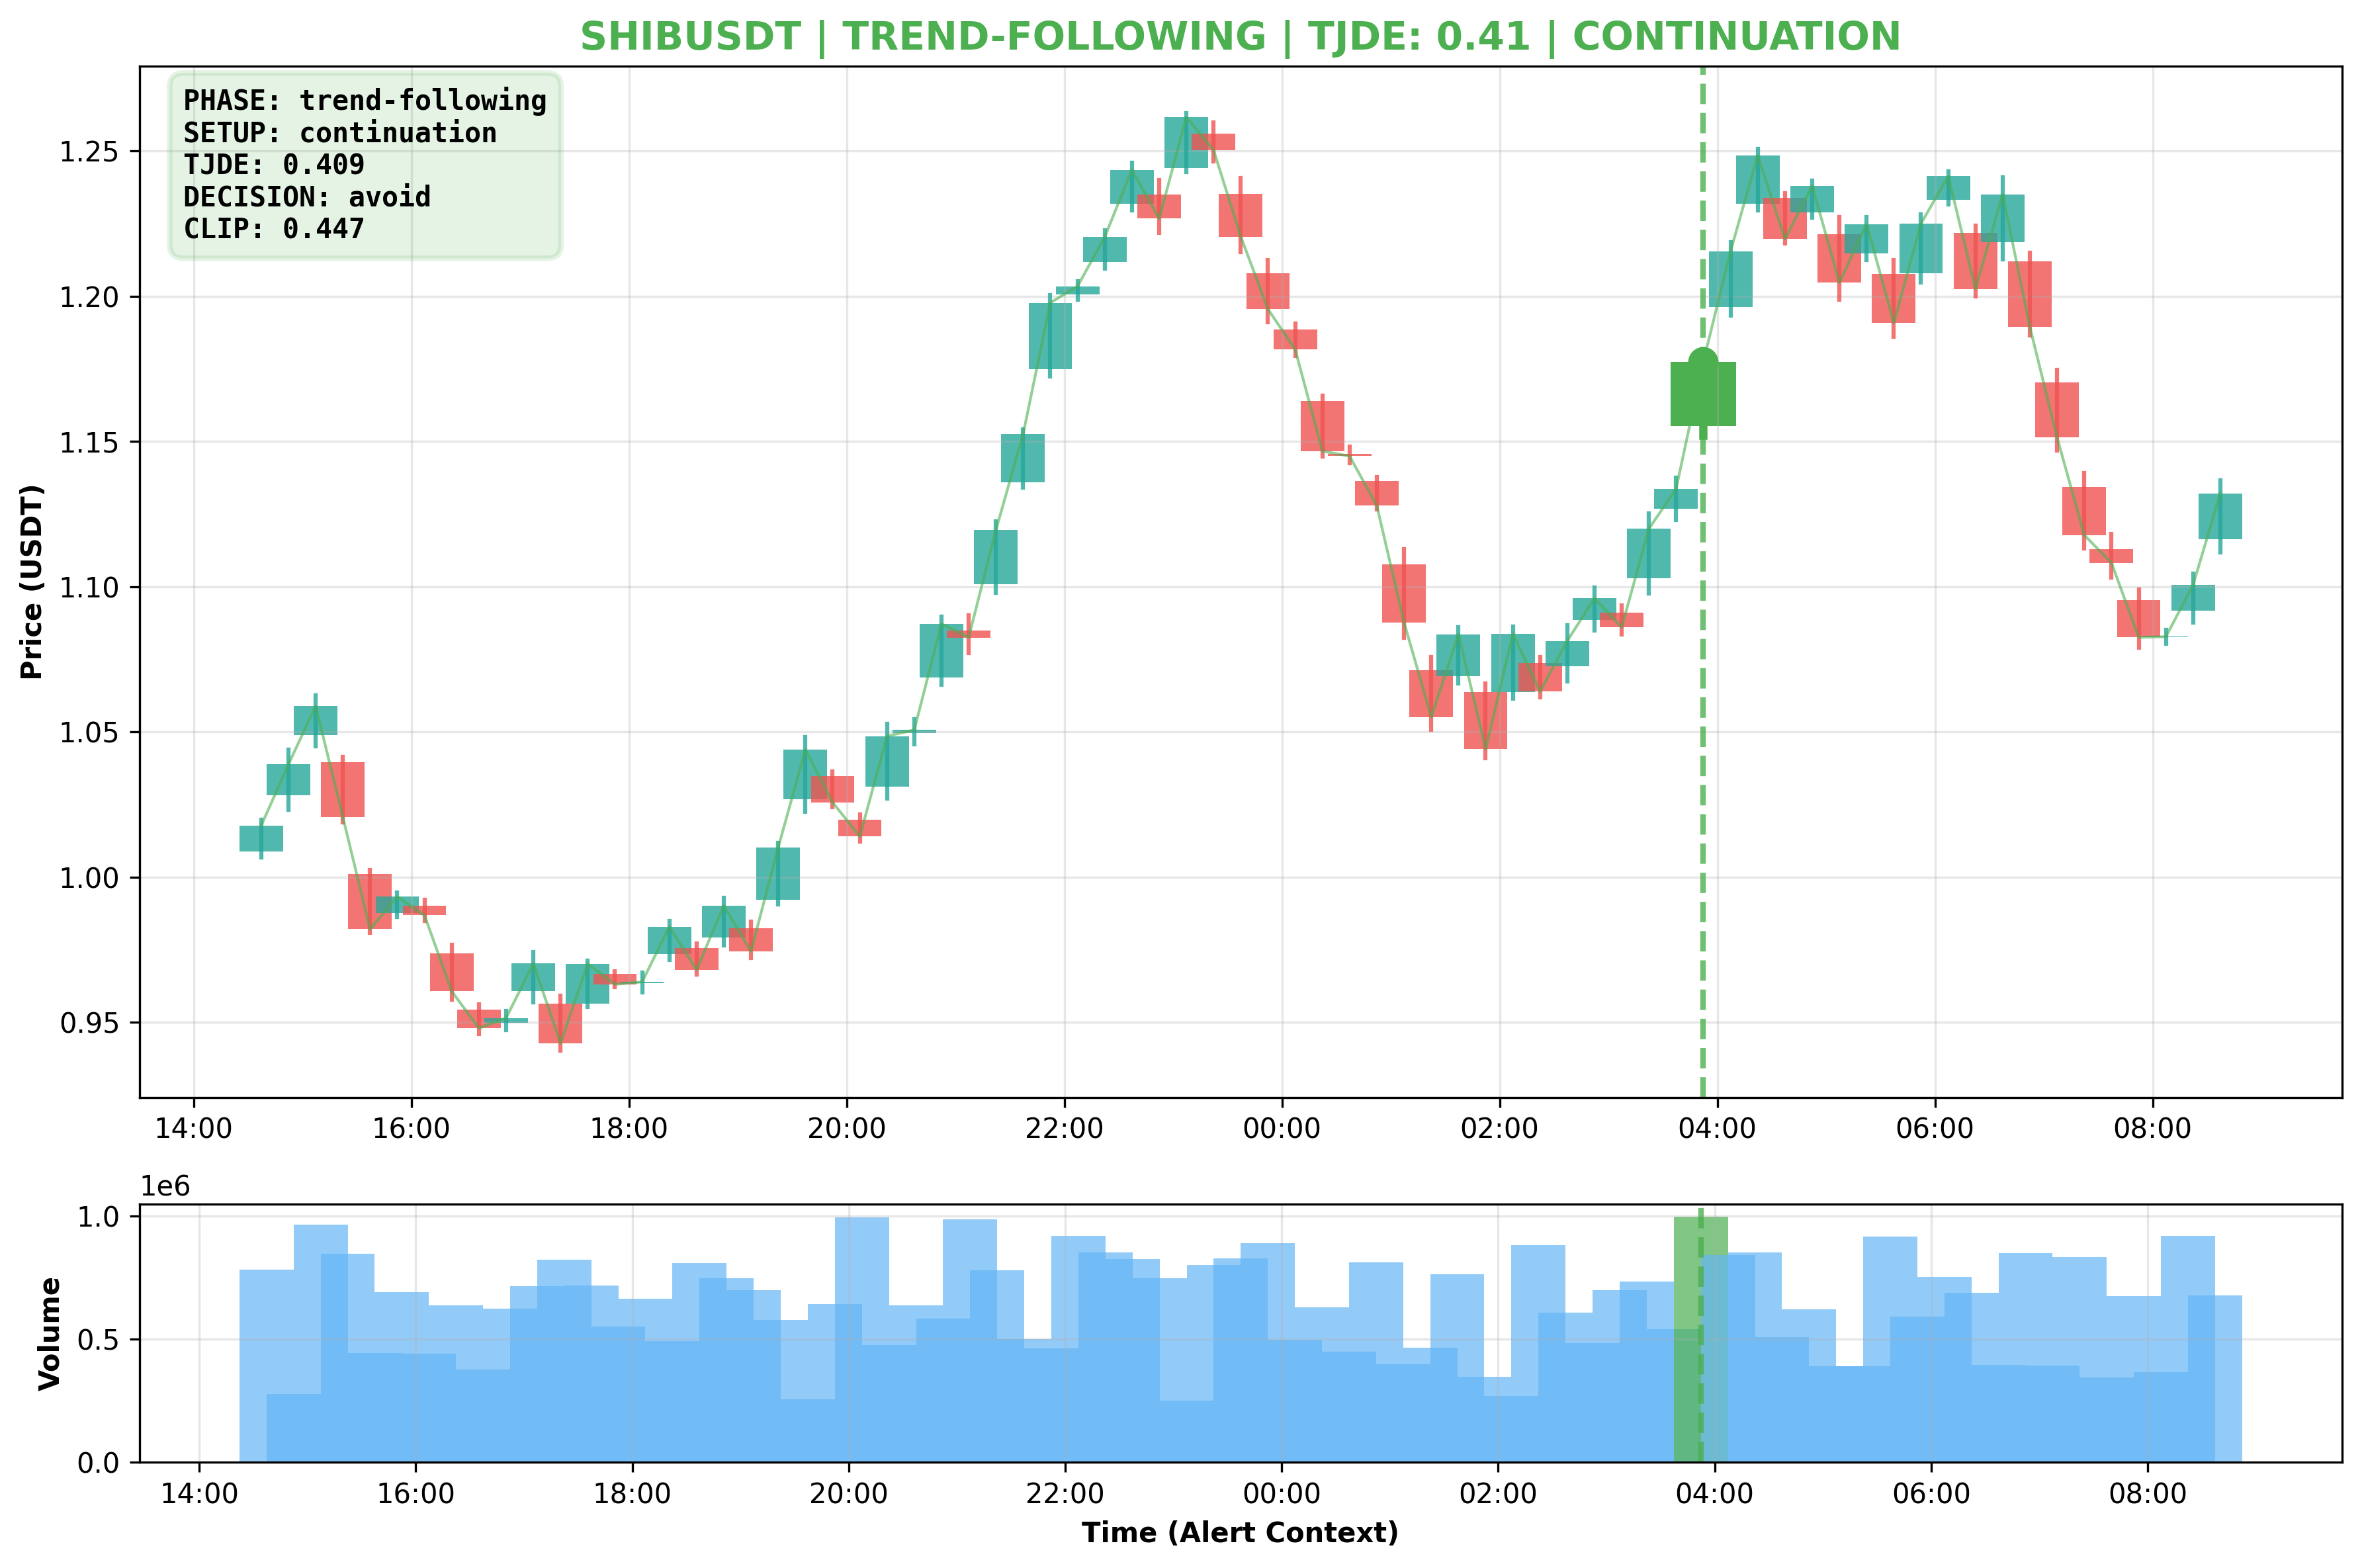 SHIBUSDT | TREND-FOLLOWING | TJDE: 0.41 | CONTINUATION
PHASE: trend-following
SETUP: continuation
TJDE: 0.409
DECISION: avoid
CLIP: 0.447
Price (USDT)
1.25
1.20
1.15
1.10
1.05
1.00
0.95
14:00 16:00 18:00 20:00 22:00 00:00 02:00 04:00 06:00 08:00
1e6
Volume
1.0
0.5
0.0
14:00 16:00 18:00 20:00 22:00 00:00 02:00 04:00 06:00 08:00
Time (Alert Context)